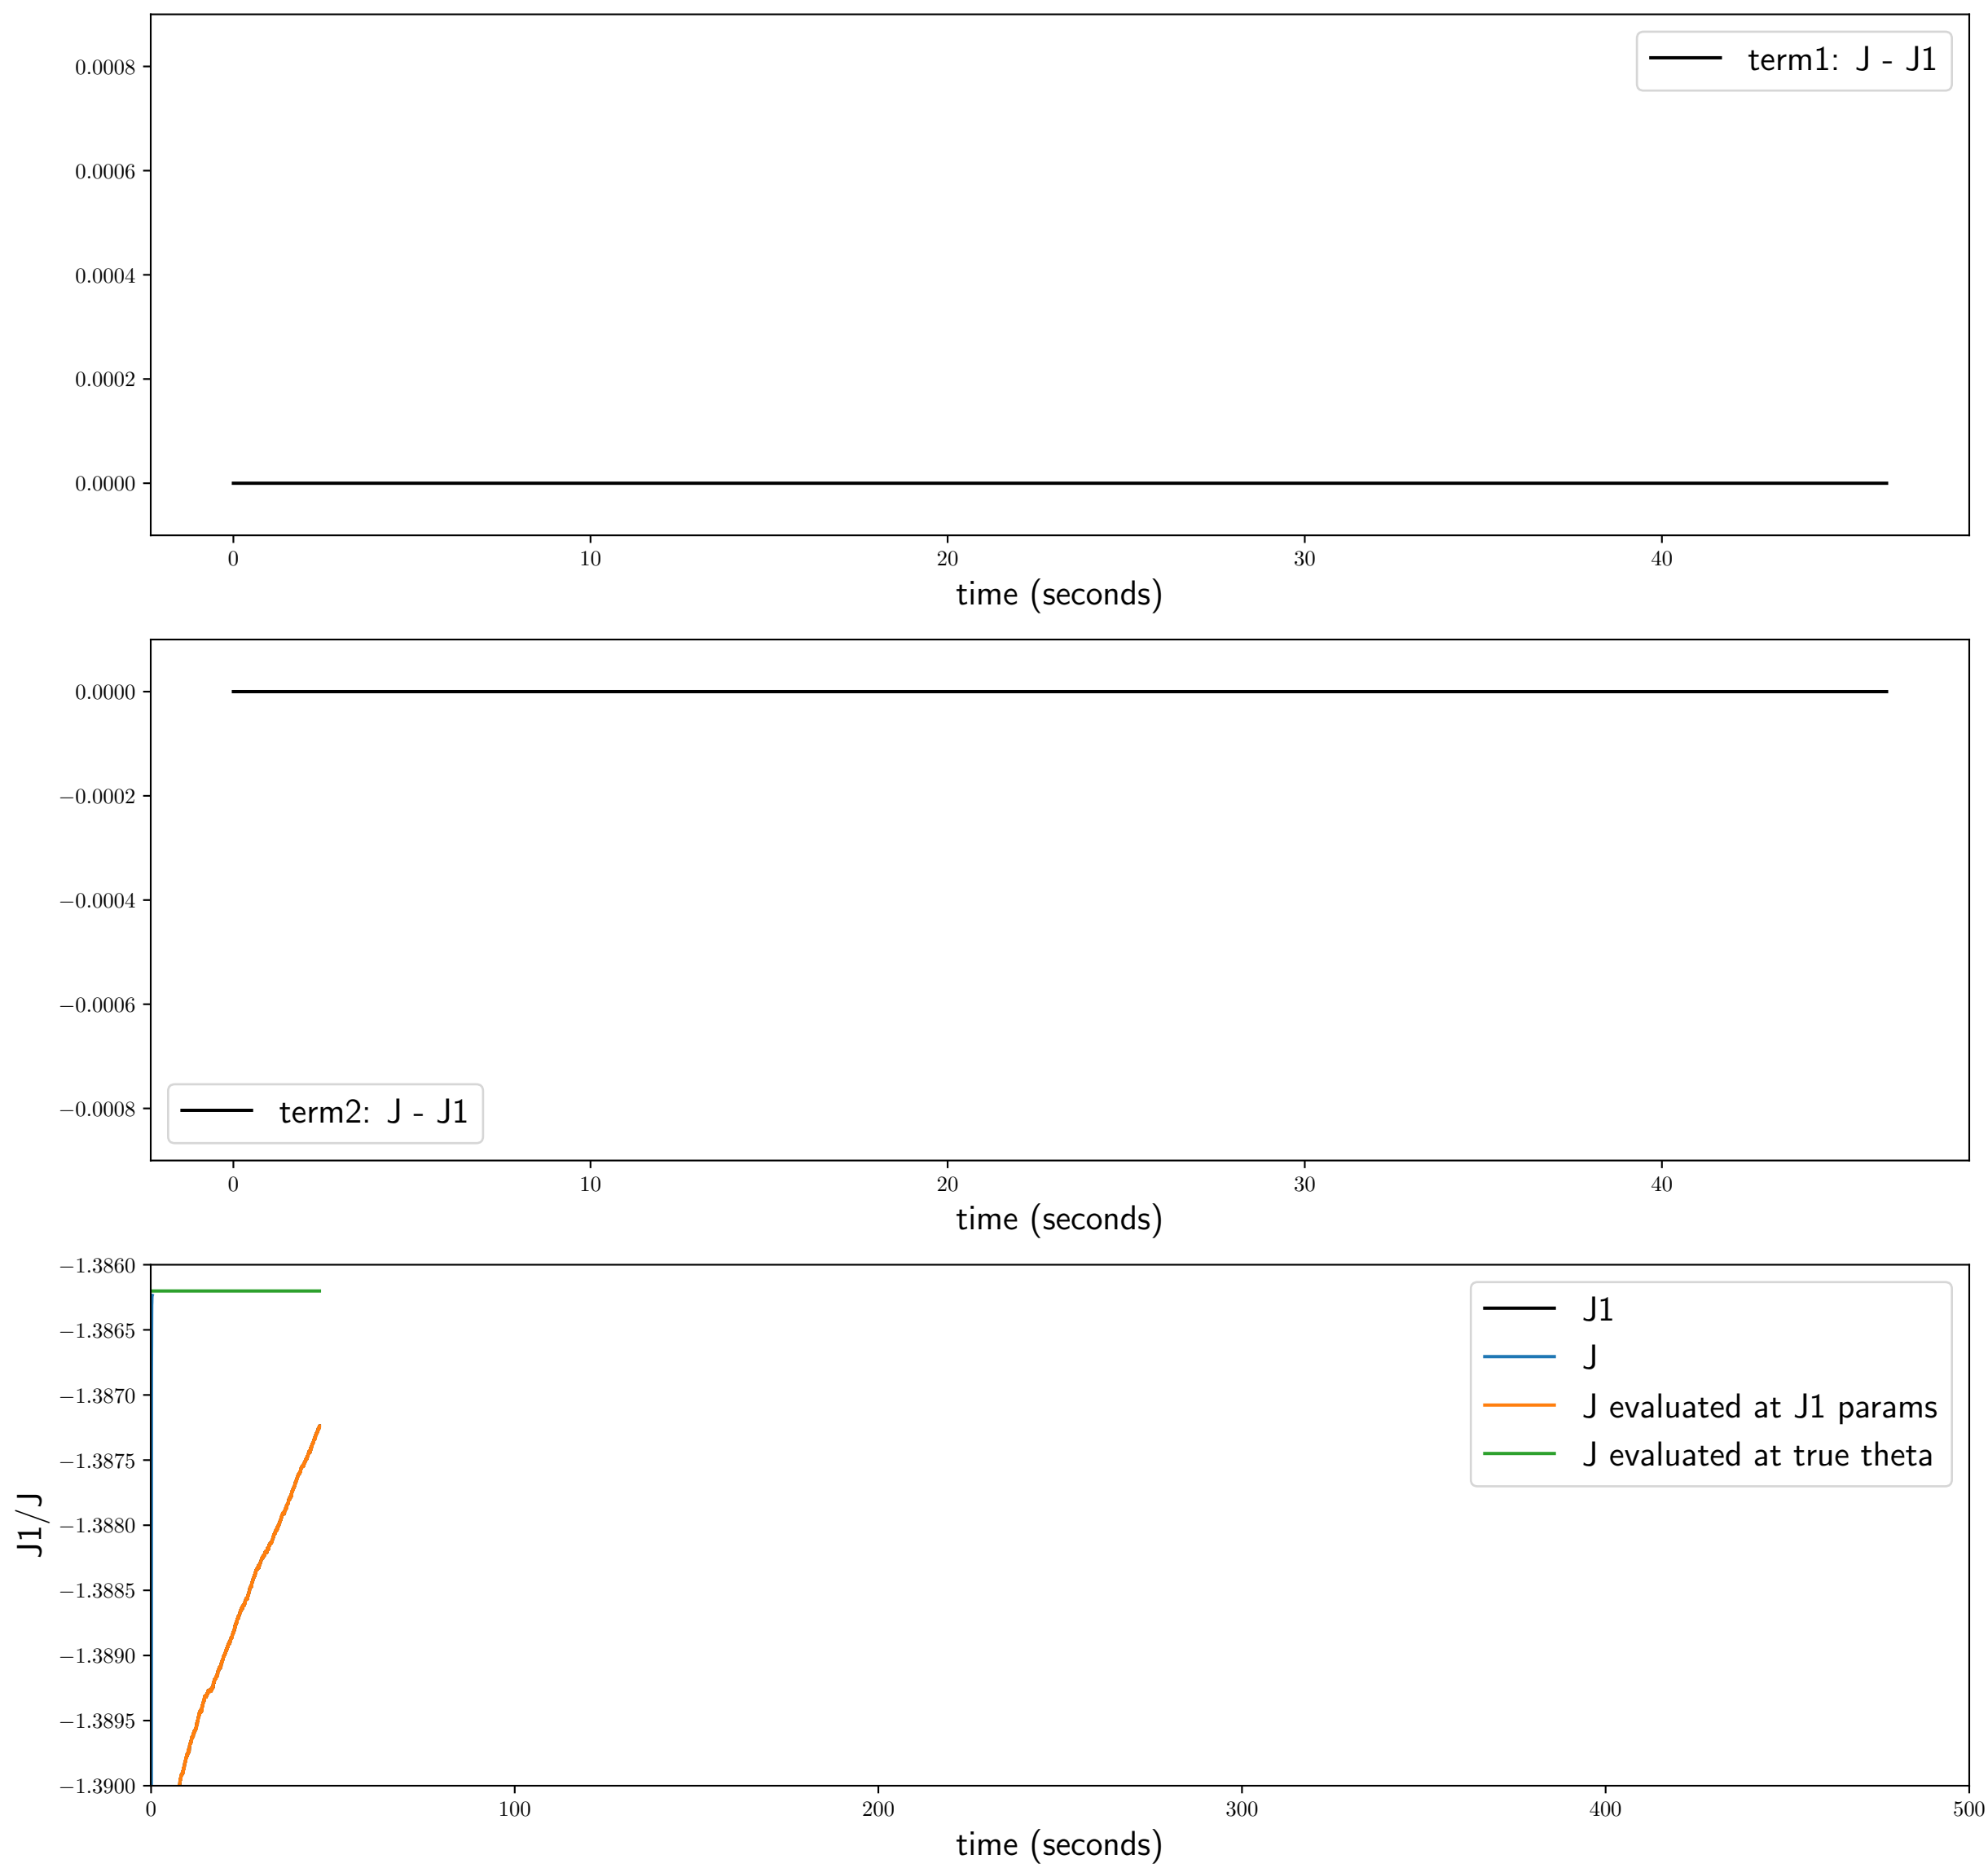 term1: J - J1
0.0008
0.0006
0.0004
0.0002
0.0000
0 10 20 30 40
time (seconds)
0.0000
−0.0002
−0.0004
−0.0006
−0.0008
term2: J - J1
0 10 20 30 40
time (seconds)
J1/J
−1.3860
−1.3865
−1.3870
−1.3875
−1.3880
−1.3885
−1.3890
−1.3895
−1.3900
J1
J
J evaluated at J1 params
J evaluated at true theta
0 100 200 300 400 500
time (seconds)